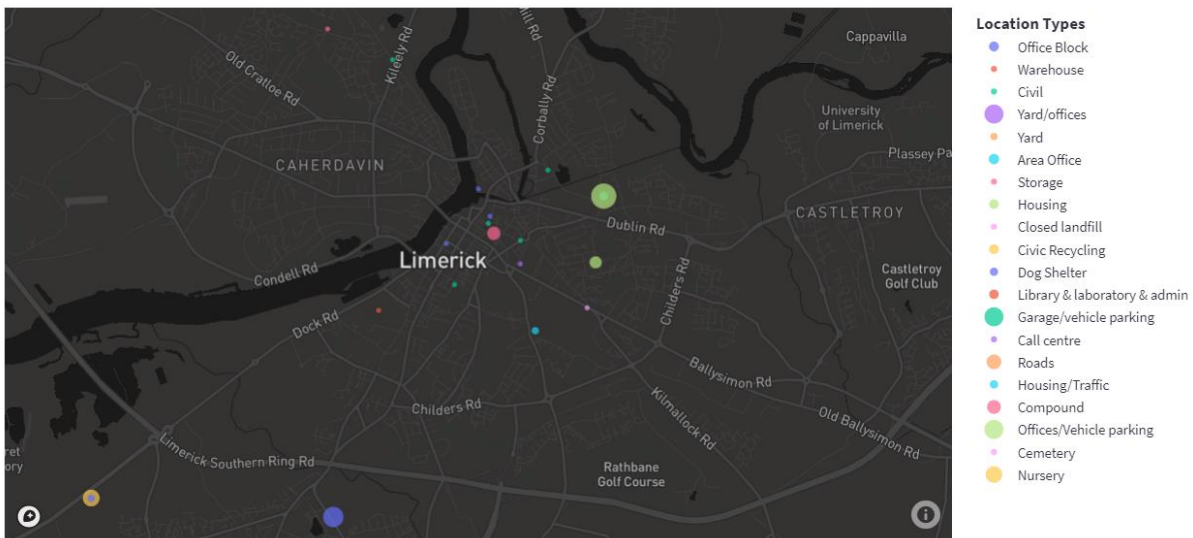 Cappavilla
Mill Rd
Kileely Rd
Old Cratloe Rd
Corbally Rd
University
of Limerick
Plassey Pa
CAHERDAVIN
CASTLETROY
Dublin Rd
Limerick
Condell Rd
Childers Rd
Castletroy
Golf Club
Dock Rd
Ballysimon Rd
Childers Rd
Kilmallock Rd
Old Ballysimon Rd
Limerick Southern Ring Rd
Rathbane
Golf Course
ret
ory
Location Types
Office Block
Warehouse
Civil
Yard/offices
Yard
Area Office
Storage
Housing
Closed landfill
Civic Recycling
Dog Shelter
Library & laboratory & admin
Garage/vehicle parking
Call centre
Roads
Housing/Traffic
Compound
Offices/Vehicle parking
Cemetery
Nursery